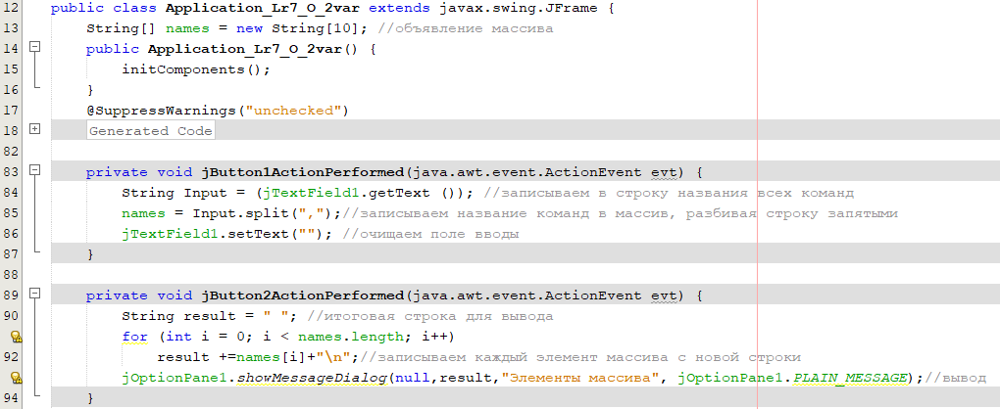 12 public class Application_Lr7_O_2var extends javax.swing.JFrame {
13 String[] names = new String[10]; //объявление массива
14 public Application_Lr7_O_2var() {
15 initComponents();
16 }
17 @SuppressWarnings("unchecked")
18 Generated Code
82
83 private void jButton1ActionPerformed(java.awt.event.ActionEvent evt) {
84 String Input = (jTextField1.getText ()); //записываем в строку названия всех команд
85 names = Input.split(",");//записываем название команд в массив, разбивая строку запятыми
86 jTextField1.setText(""); //очищаем поле вводы
87 }
88
89 private void jButton2ActionPerformed(java.awt.event.ActionEvent evt) {
90 String result = " "; //итоговая строка для вывода
for (int i = 0; i < names.length; i++)
92 result +=names[i]+"\n";//записываем каждый элемент массива с новой строки
jOptionPane1.showMessageDialog(null,result,"Элементы массива", jOptionPane1.PLAIN_MESSAGE);//вывод
94 }